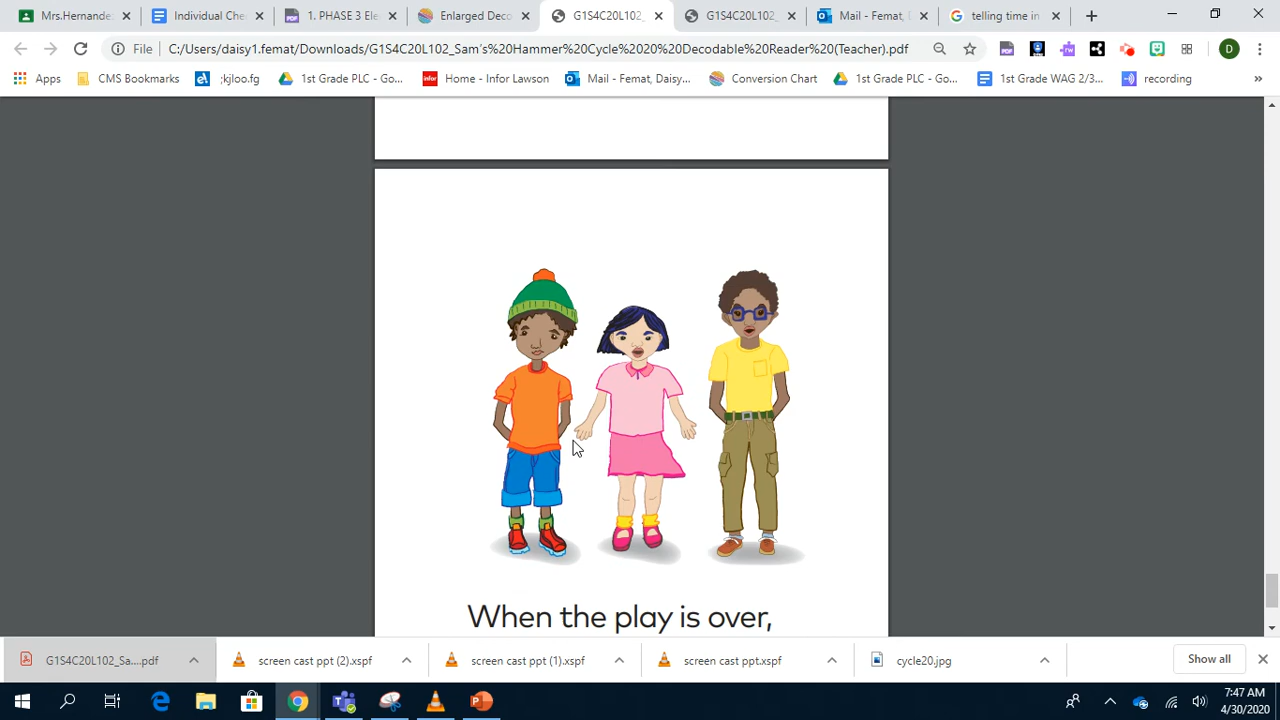 Mrs.Hernande
Individual Che
1. PHASE 3 Ele
Enlarged Deco
G1S4C20L102_
G1S4C20L102_
Mail - Femat, D
telling time in
File
C:/Users/daisy1.femat/Downloads/G1S4C20L102_Sam's%20Hammer%20Cycle%2020%20Decodable%20Reader%20(Teacher).pdf
D
Apps
CMS Bookmarks
;kjloo.fg
1st Grade PLC - Go...
infor
Home - Infor Lawson
Mail - Femat, Daisy...
Conversion Chart
1st Grade PLC - Go...
1st Grade WAG 2/3...
recording
»
When the play is over,
G1S4C20L102_Sa....pdf
screen cast ppt (2).xspf
screen cast ppt (1).xspf
screen cast ppt.xspf
cycle20.jpg
Show all
7:47 AM
4/30/2020